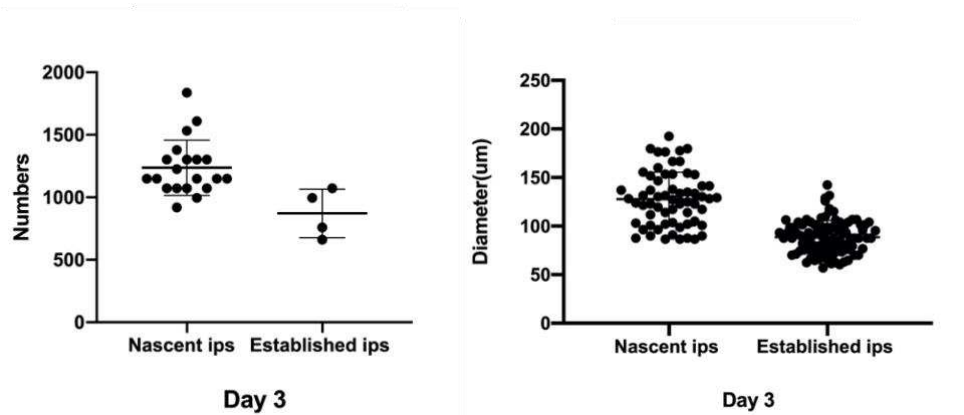 2000
1500
1000
500
0
Numbers
Nascent ips Established ips
Day 3
250
200
150
100
50
0
Diameter(um)
Nascent ips Established ips
Day 3